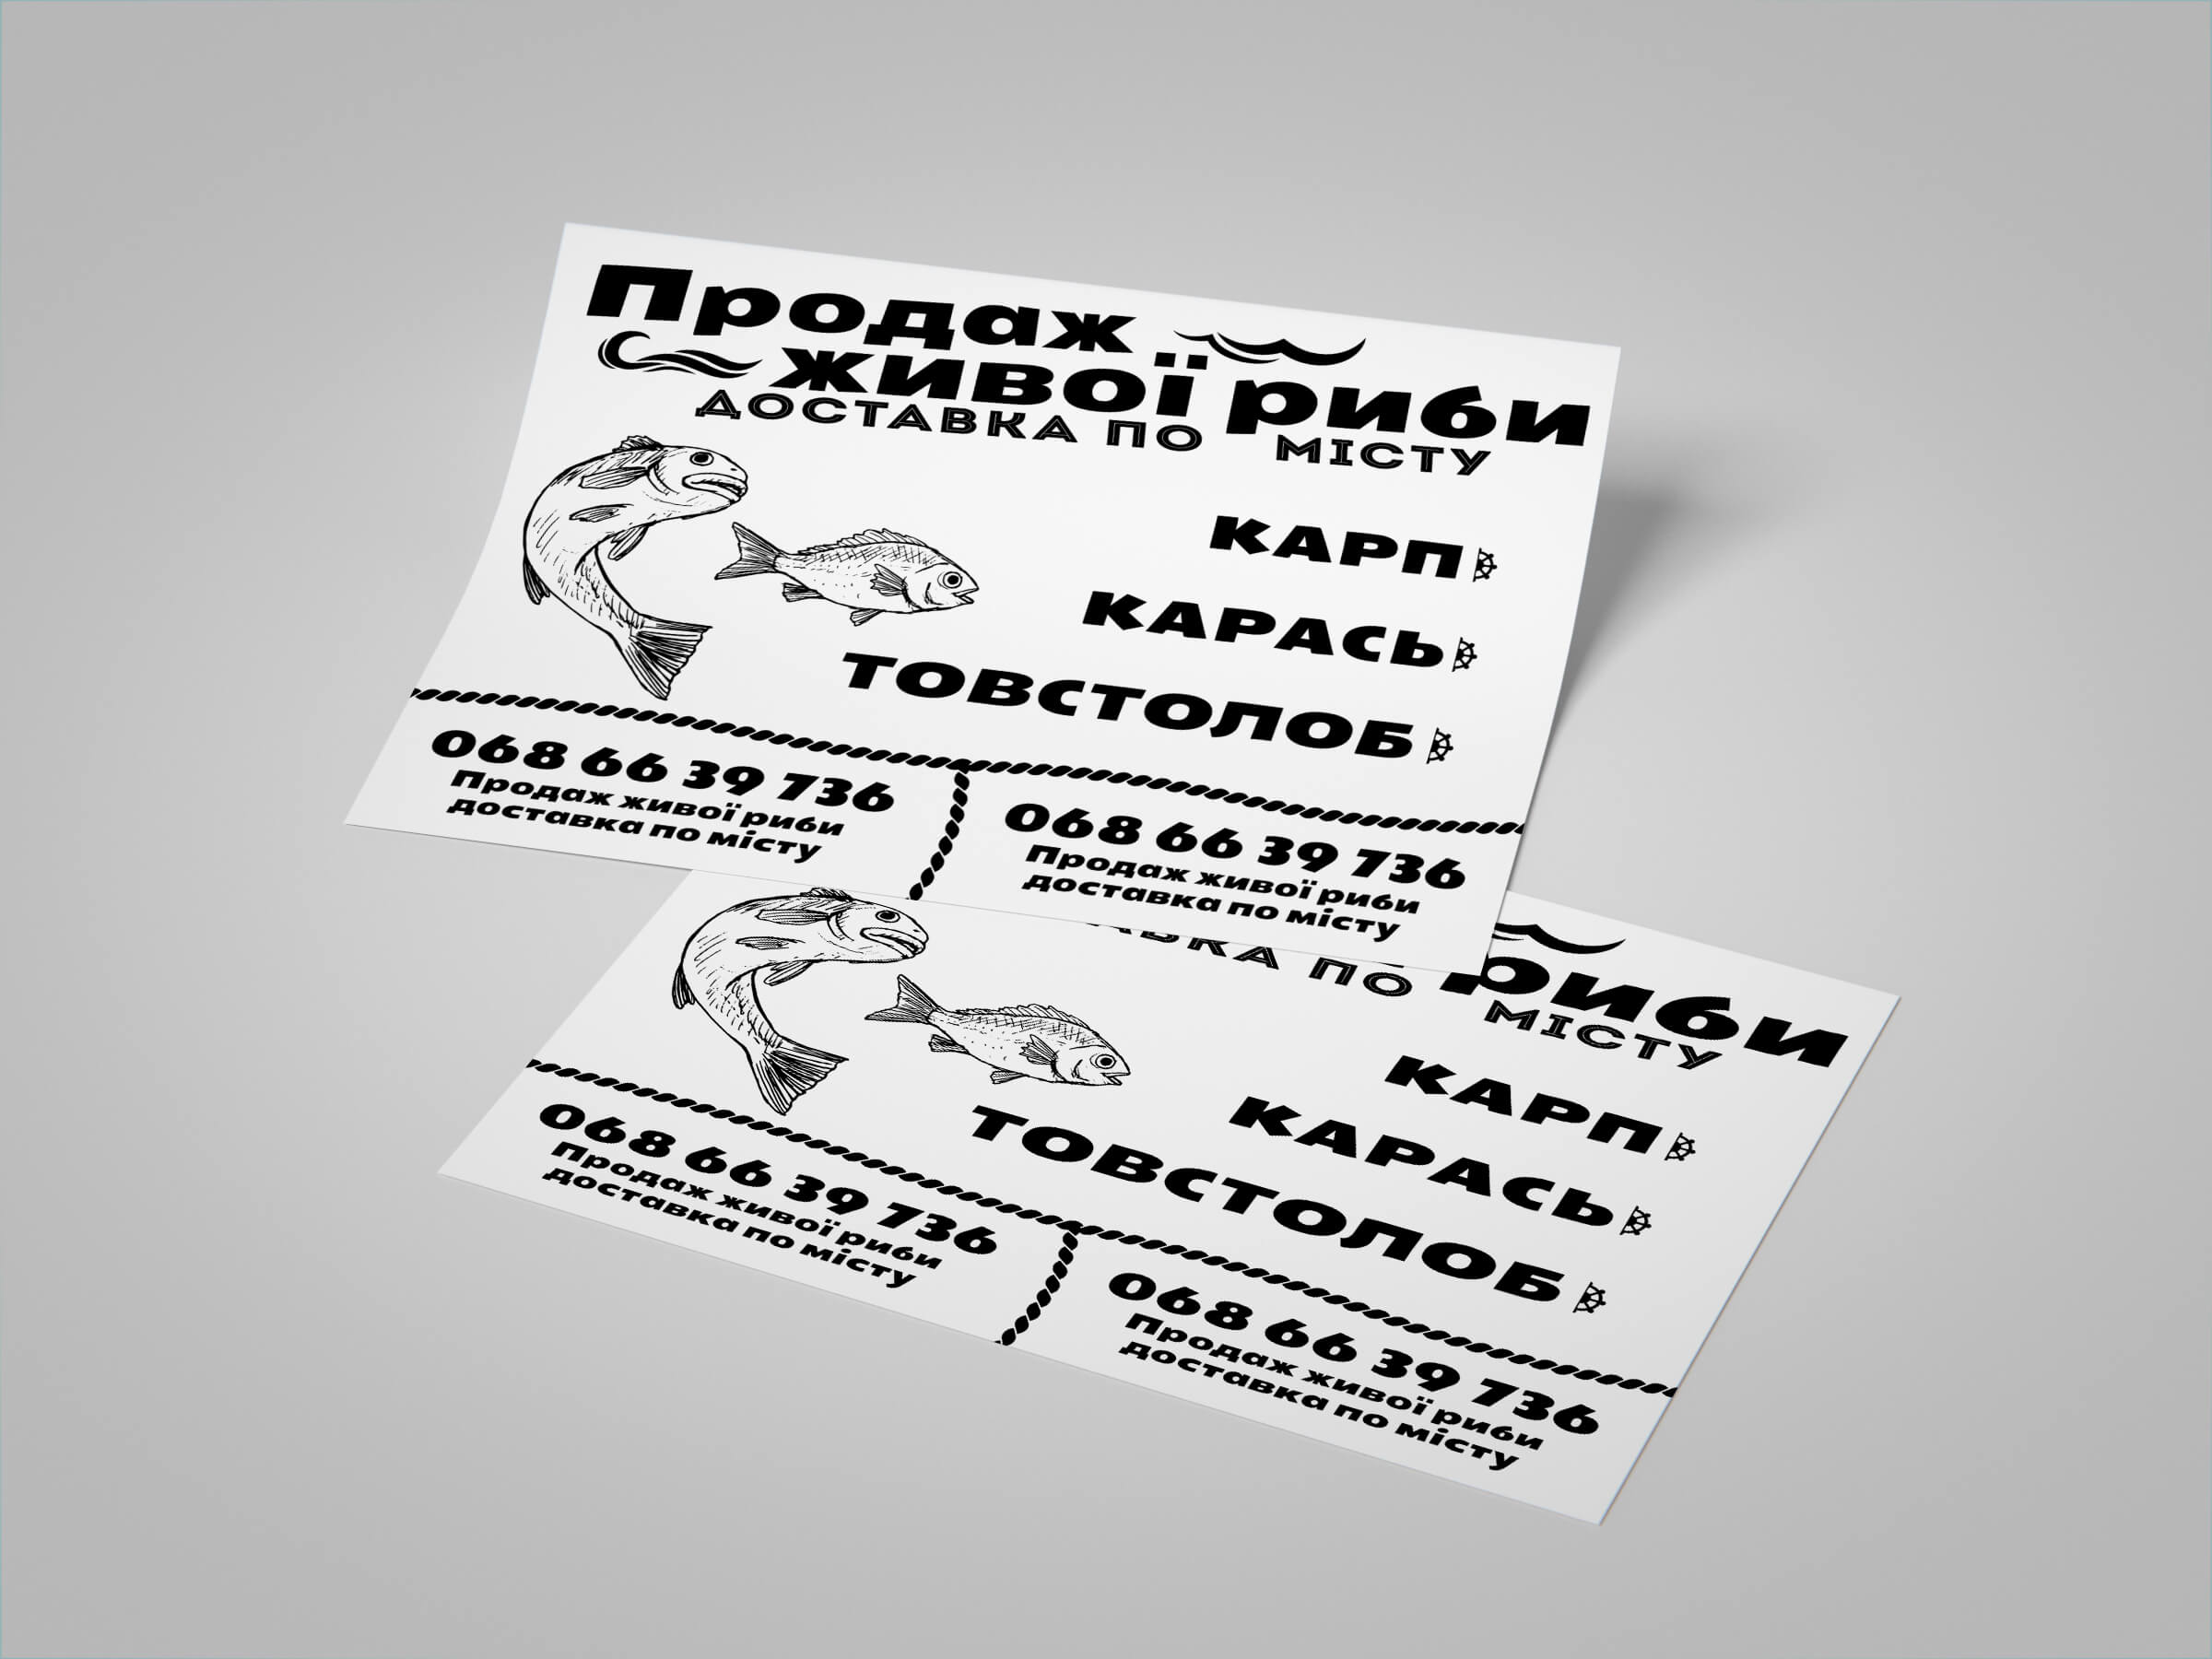 Продаж
живої риби
ДОСТАВКА ПО МІСТУ
КАРП
КАРАСЬ
ТОВСТОЛОБ
068 66 39 736
Продаж живої риби
доставка по місту
068 66 39 736
Продаж живої риби
доставка по місту
риби
ПО МІСТУ
КАРП
КАРАСЬ
ТОВСТОЛОБ
068 66 39 736
Продаж живої риби
доставка по місту
068 66 39 736
Продаж живої риби
доставка по місту